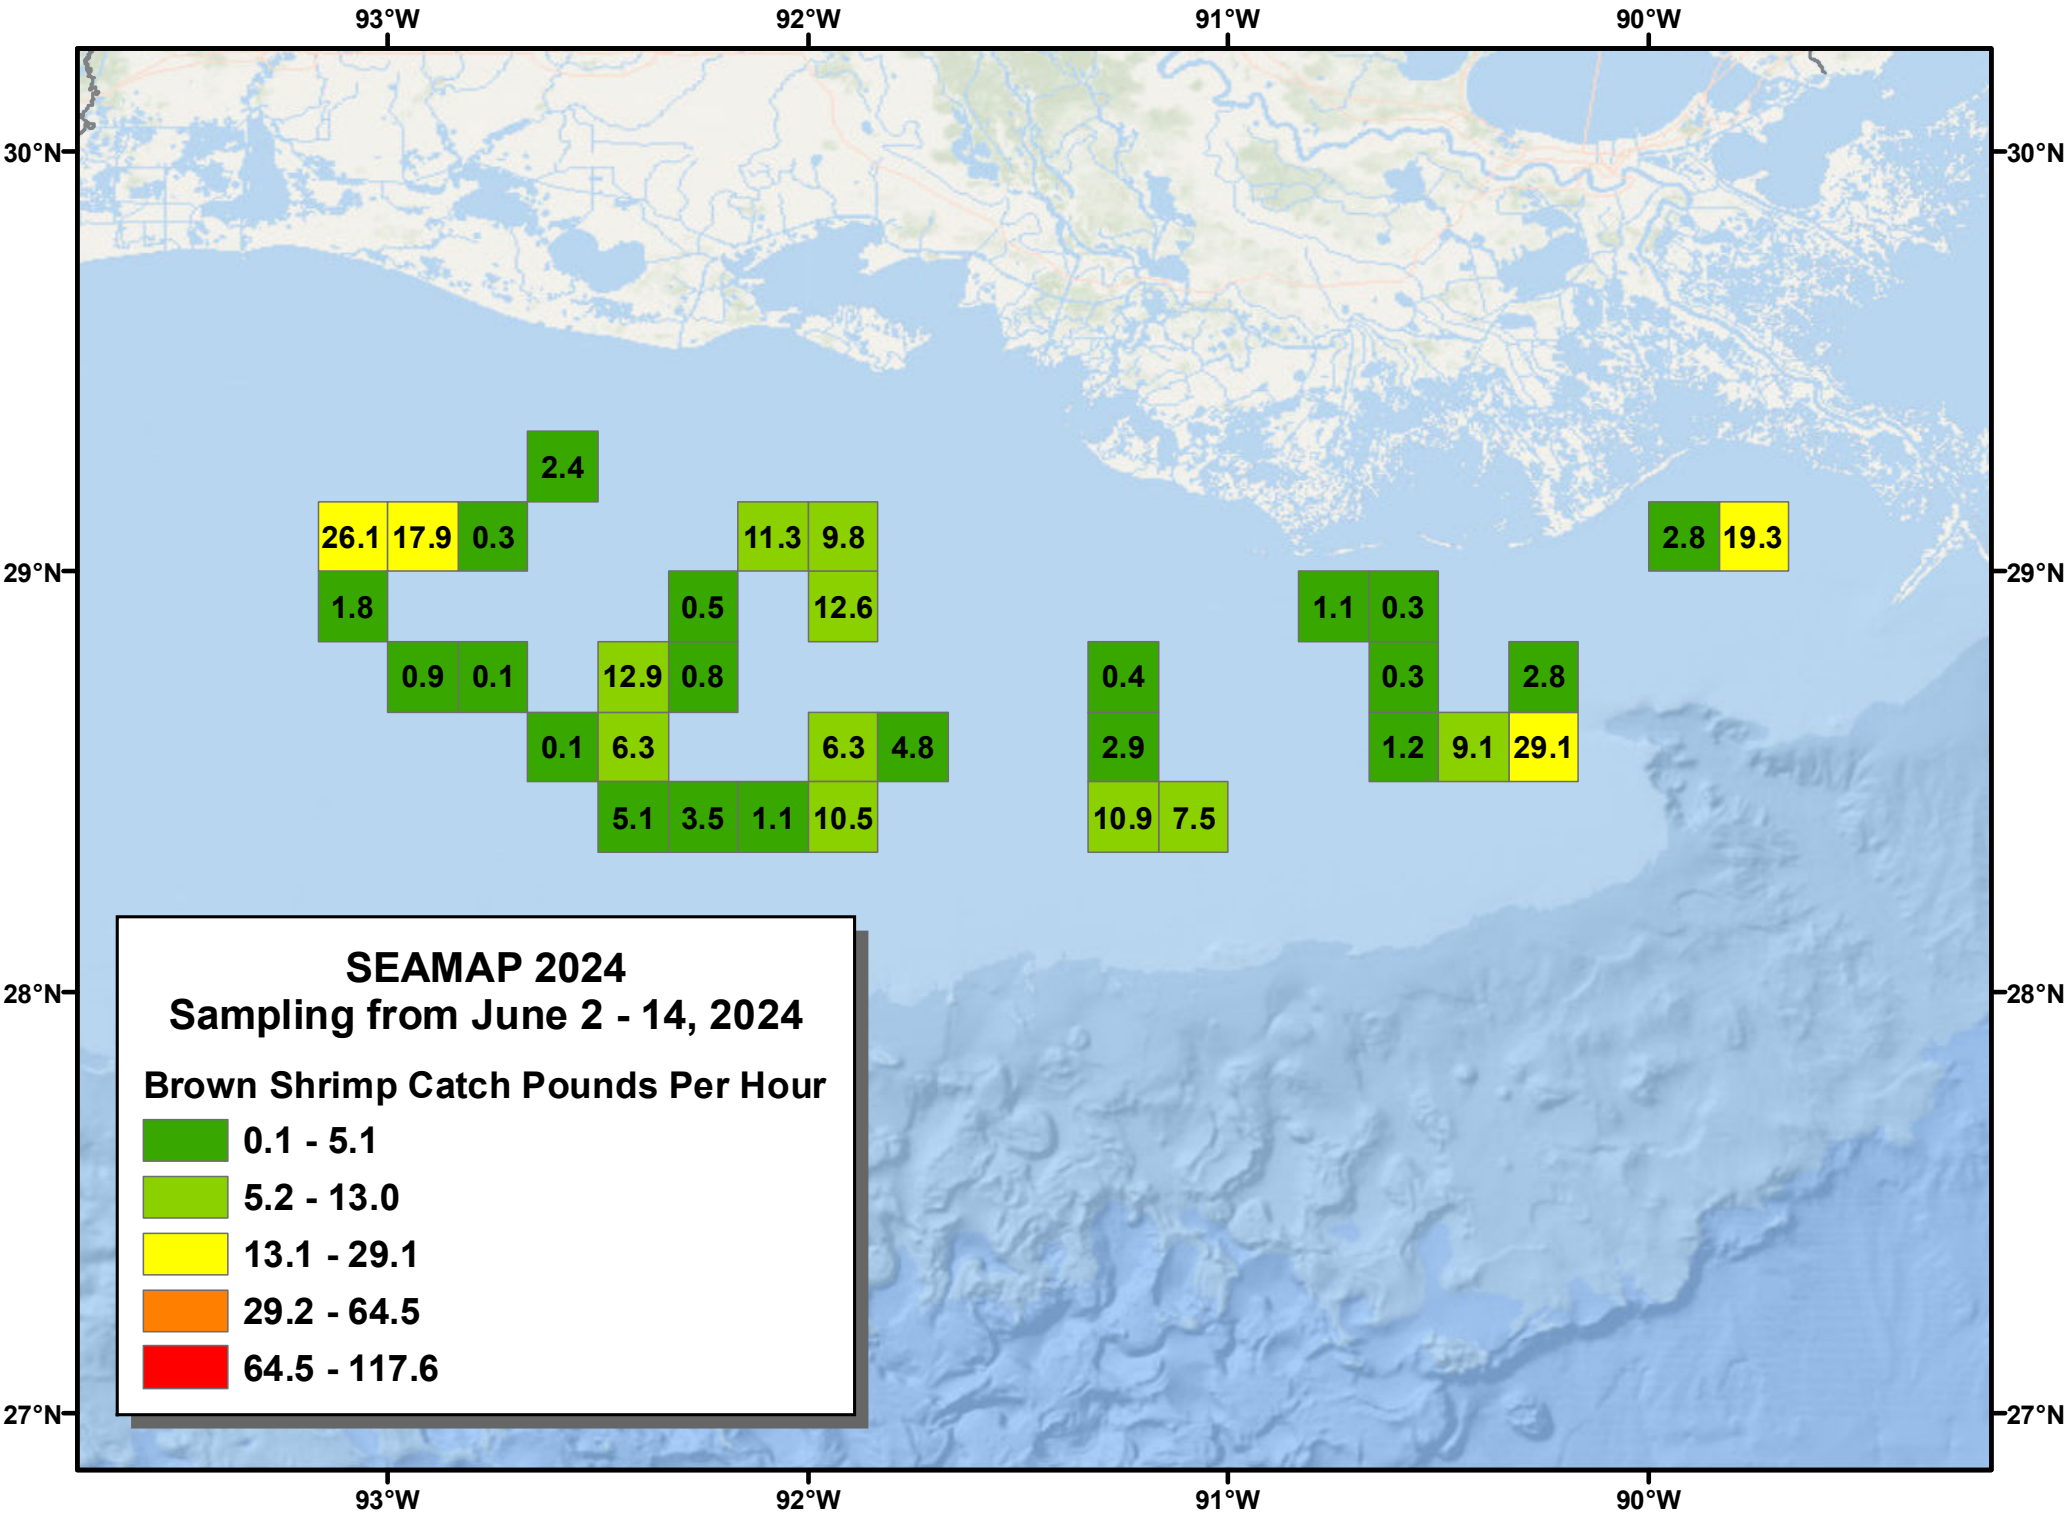 93°W 92°W 91°W 90°W
30°N 30°N
2.4
26.1 17.9 0.3 11.3 9.8 2.8 19.3
29°N 29°N
1.8 0.5 12.6 1.1 0.3
0.9 0.1 12.9 0.8 0.4 0.3 2.8
0.1 6.3 6.3 4.8 2.9 1.2 9.1 29.1
5.1 3.5 1.1 10.5 10.9 7.5
28°N 28°N
SEAMAP 2024
Sampling from June 2 - 14, 2024
Brown Shrimp Catch Pounds Per Hour
0.1 - 5.1
5.2 - 13.0
13.1 - 29.1
29.2 - 64.5
64.5 - 117.6
27°N 27°N
93°W 92°W 91°W 90°W